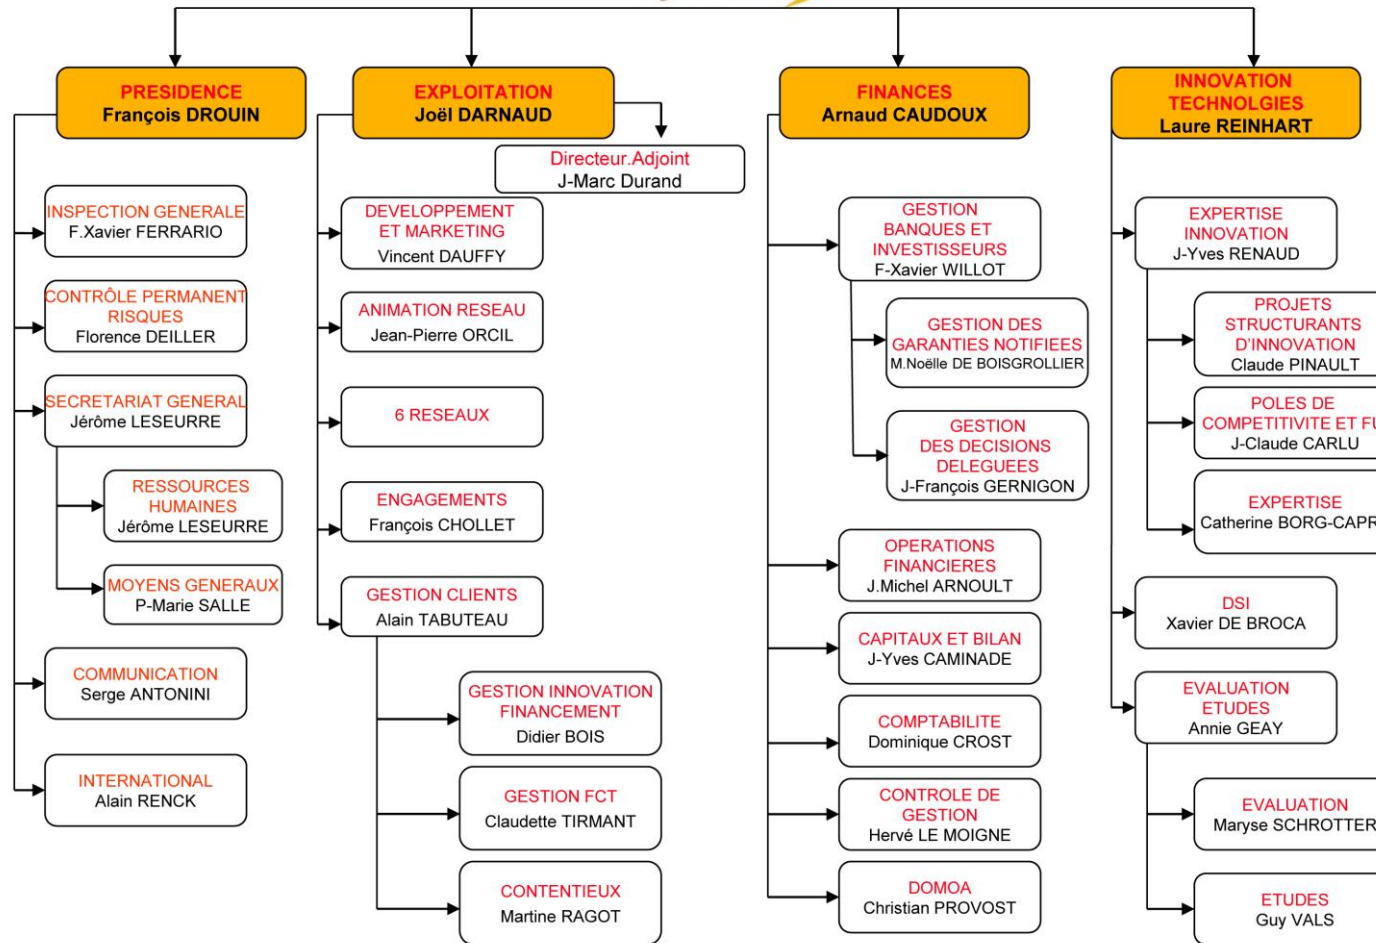 PRESIDENCE
François DROUIN
INSPECTION GENERALE
F.Xavier FERRARIO
CONTRÔLE PERMANENT
RISQUES
Florence DEILLER
SECRETARIAT GENERAL
Jérôme LESEURRE
RESSOURCES
HUMAINES
Jérôme LESEURRE
MOYENS GENERAUX
P-Marie SALLE
COMMUNICATION
Serge ANTONINI
INTERNATIONAL
Alain RENCK
EXPLOITATION
Joël DARNAUD
Directeur.Adjoint
J-Marc Durand
DEVELOPPEMENT
ET MARKETING
Vincent DAUFFY
ANIMATION RESEAU
Jean-Pierre ORCIL
6 RESEAUX
ENGAGEMENTS
François CHOLLET
GESTION CLIENTS
Alain TABUTEAU
GESTION INNOVATION
FINANCEMENT
Didier BOIS
GESTION FCT
Claudette TIRMANT
CONTENTIEUX
Martine RAGOT
FINANCES
Arnaud CAUDOUX
GESTION
BANQUES ET
INVESTISSEURS
F-Xavier WILLOT
GESTION DES
GARANTIES NOTIFIEES
M.Noëlle DE BOISGROLLIER
GESTION
DES DECISIONS
DELEGUEES
J-François GERNIGON
OPERATIONS
FINANCIERES
J.Michel ARNOULT
CAPITAUX ET BILAN
J-Yves CAMINADE
COMPTABILITE
Dominique CROST
CONTROLE DE
GESTION
Hervé LE MOIGNE
DOMOA
Christian PROVOST
INNOVATION
TECHNOLGIES
Laure REINHART
EXPERTISE
INNOVATION
J-Yves RENAUD
PROJETS
STRUCTURANTS
D'INNOVATION
Claude PINAULT
POLES DE
COMPETITIVITE ET
J-Claude CARLU
EXPERTISE
Catherine
DSI
Xavier DE BROCA
EVALUATION
ETUDES
Annie GEAY
EVALUATION
Maryse SCHROTTER
ETUDES
Guy VALS